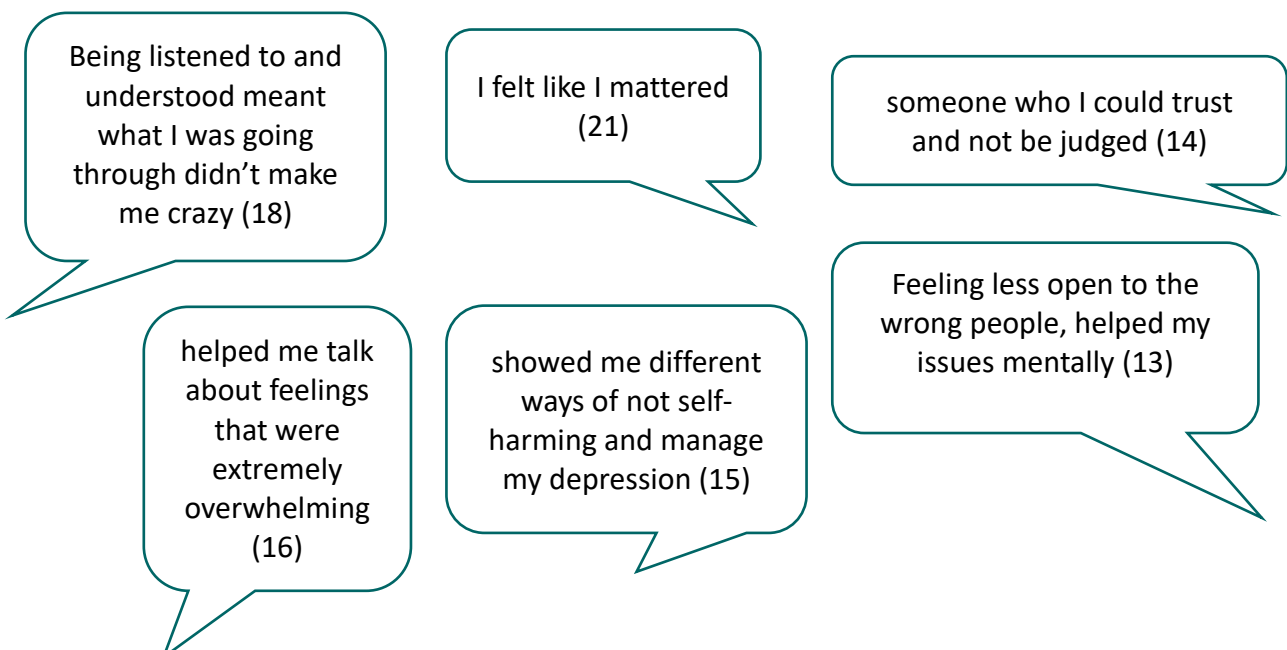 Being listened to and
understood meant
what I was going
through didn’t make
me crazy (18)
I felt like I mattered
(21)
someone who I could trust
and not be judged (14)
helped me talk
about feelings
that were
extremely
overwhelming
(16)
showed me different
ways of not self-
harming and manage
my depression (15)
Feeling less open to the
wrong people, helped my
issues mentally (13)